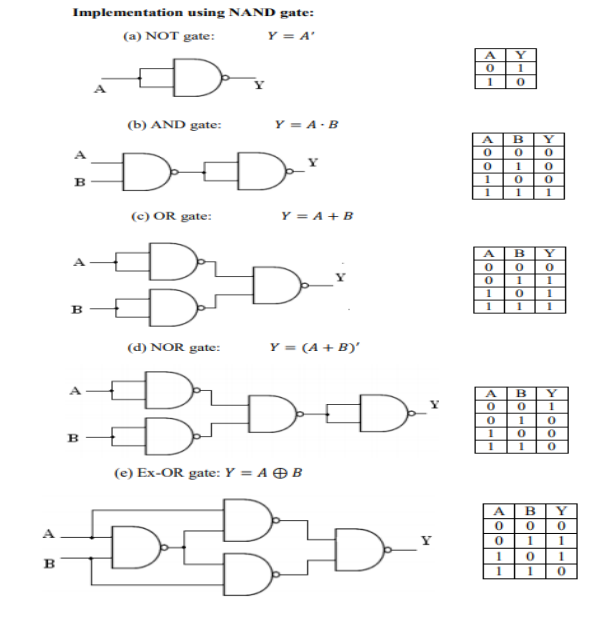 Implementation using NAND gate:
(a) NOT gate: Y = A'
A Y
A Y
0 1
1 0
(b) AND gate: Y = A · B
A
B
Y
A B Y
0 0 0
0 1 0
1 0 0
1 1 1
(c) OR gate: Y = A + B
A
B
Y
A B Y
0 0 0
0 1 1
1 0 1
1 1 1
(d) NOR gate: Y = (A + B)'
A
B
Y
A B Y
0 0 1
0 1 0
1 0 0
1 1 0
(e) Ex-OR gate: Y = A ⊕ B
A
B
Y
A B Y
0 0 0
0 1 1
1 0 1
1 1 0